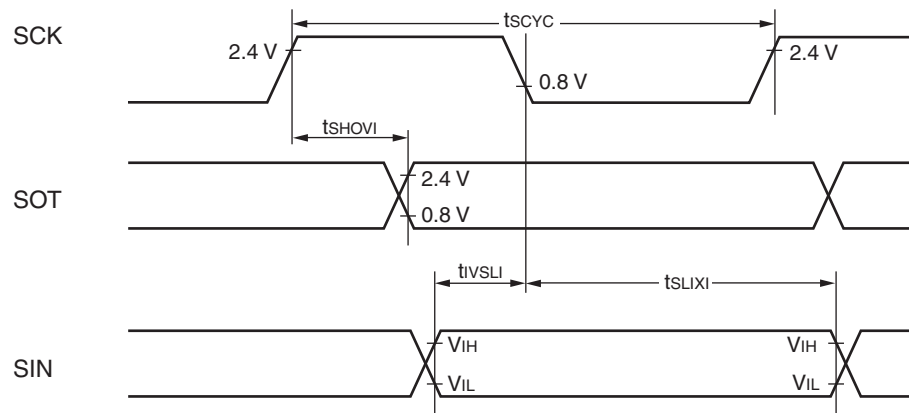 tSCYC
SCK
2.4 V
0.8 V
2.4 V
tSHOVI
SOT
2.4 V
0.8 V
tIVSLI
tSLIXI
SIN
VIH
VIH
VIL
VIL